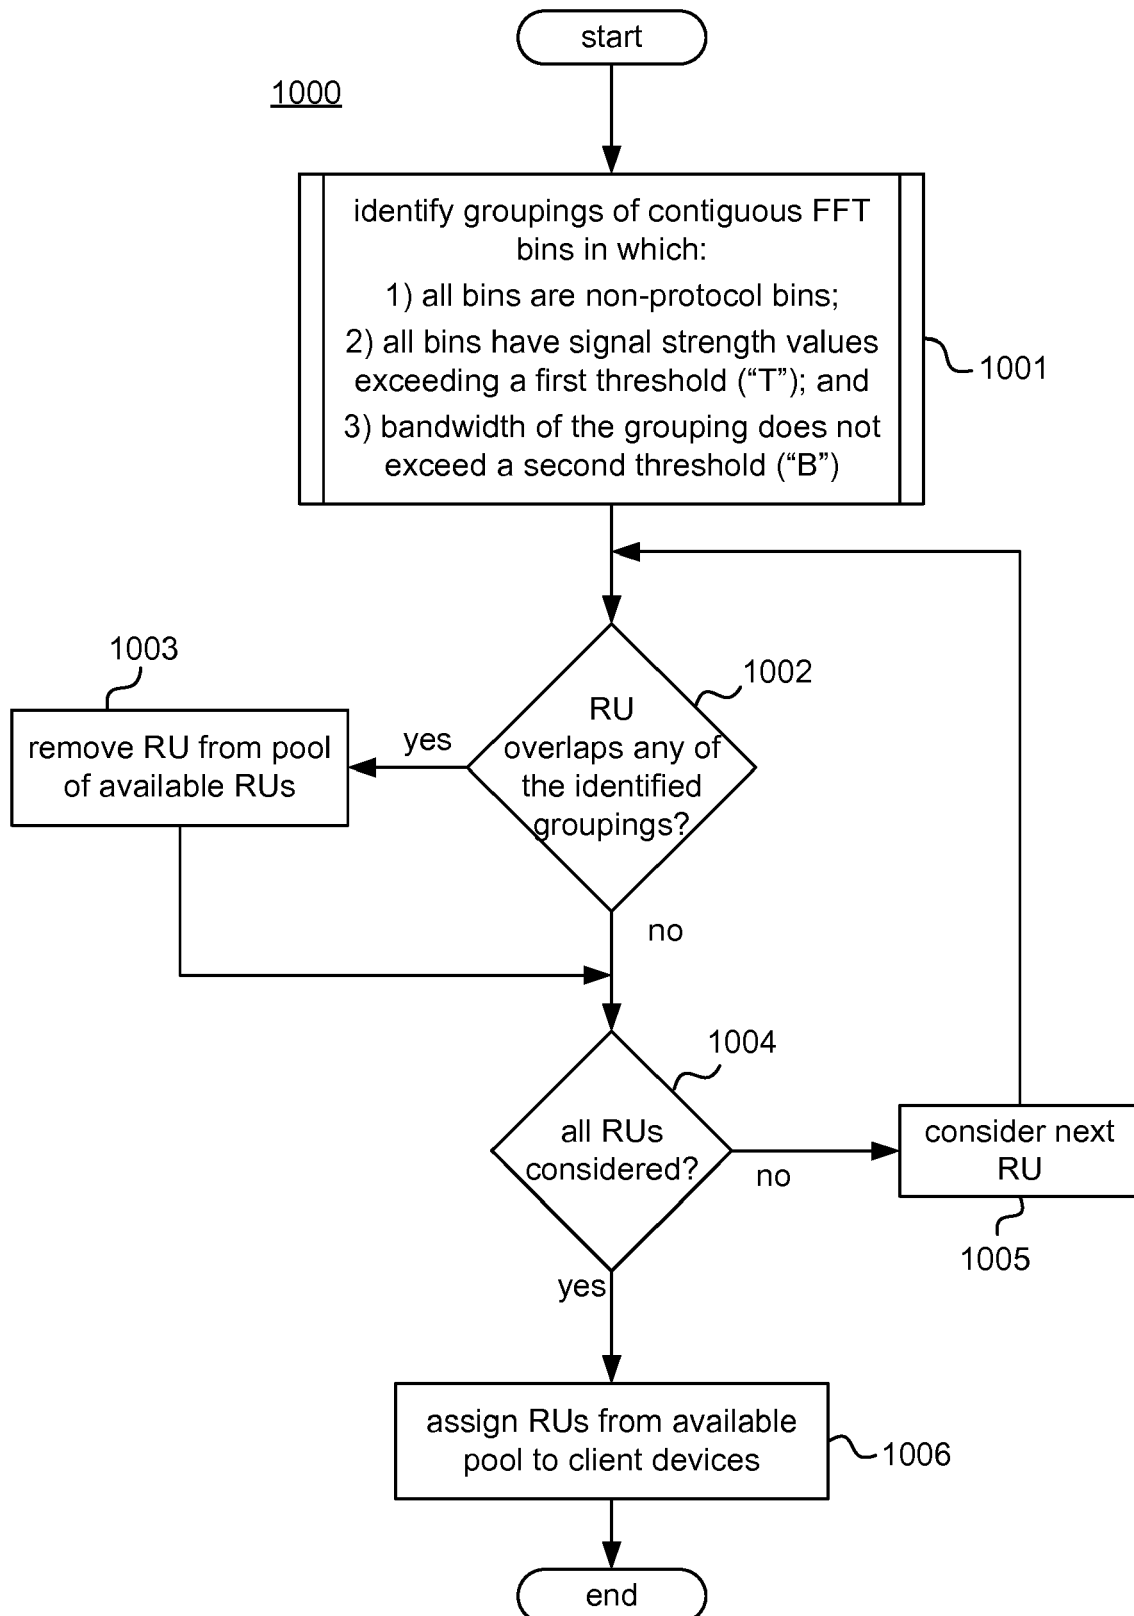 start
1000
identify groupings of contiguous FFT
bins in which:
1) all bins are non-protocol bins;
2) all bins have signal strength values
exceeding a first threshold (“T”); and
3) bandwidth of the grouping does not
exceed a second threshold (“B”)
1001
1003
1002
remove RU from pool
of available RUs
yes
RU
overlaps any of
the identified
groupings?
no
1004
all RUs
considered?
no
consider next
RU
1005
yes
assign RUs from available
pool to client devices
1006
end